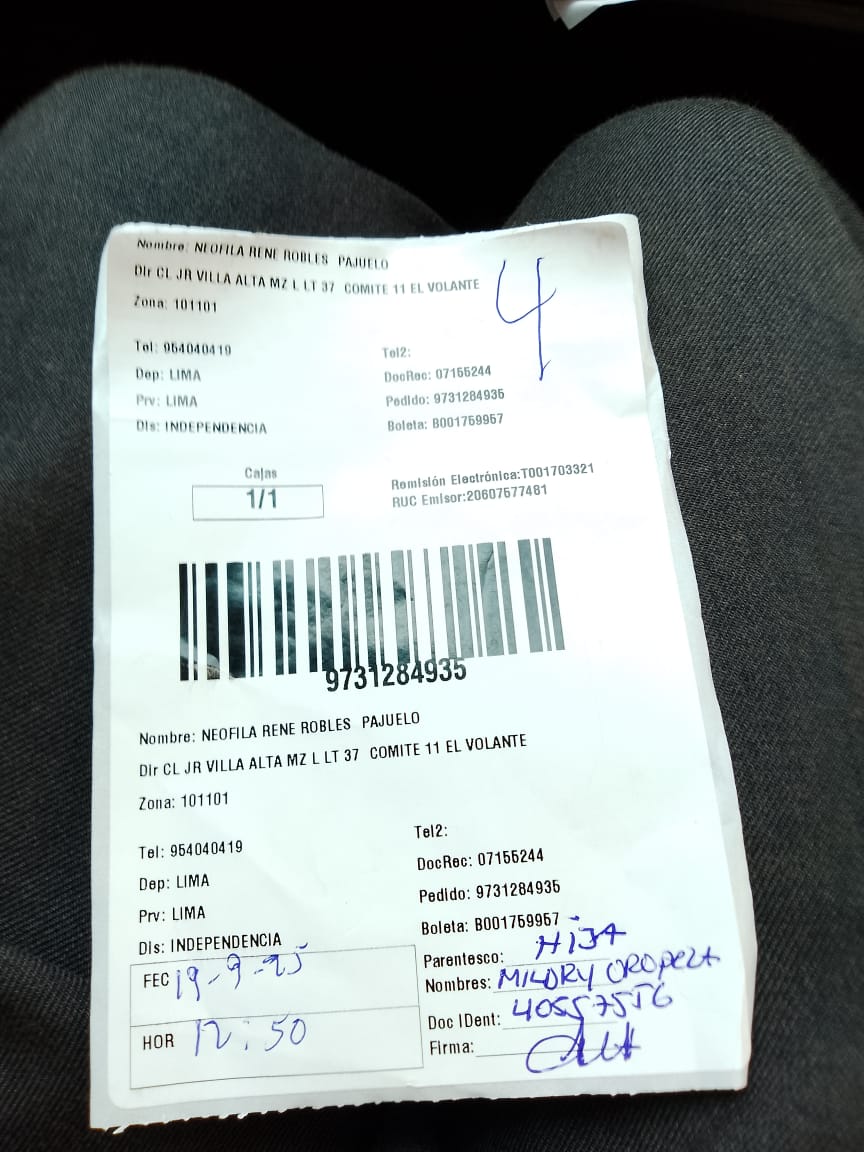 Nombre: NEOFILA RENE ROBLES PAJUELO
4
Dir CL JR VILLA ALTA MZ L LT 37 COMITE 11 EL VOLANTE
Zona: 101101
Tel: 954040419 Tel2:
Dep: LIMA DocRec: 07155244
Prv: LIMA Pedido: 9731284935
Dis: INDEPENDENCIA Boleta: B001759957
Cajas
1/1
Remisión Electrónica:T001703321
RUC Emisor:20607577481
9731284935
Nombre: NEOFILA RENE ROBLES PAJUELO
Dir CL JR VILLA ALTA MZ L LT 37 COMITE 11 EL VOLANTE
Zona: 101101
Tel: 954040419 Tel2:
Dep: LIMA DocRec: 07155244
Prv: LIMA Pedido: 9731284935
Dis: INDEPENDENCIA Boleta: B001759957
FEC 19-9-25
HOR 12:50
Parentesco: HIJA
Nombres: MILDRY OROPEZA
Doc IDent: 40557556
Firma: